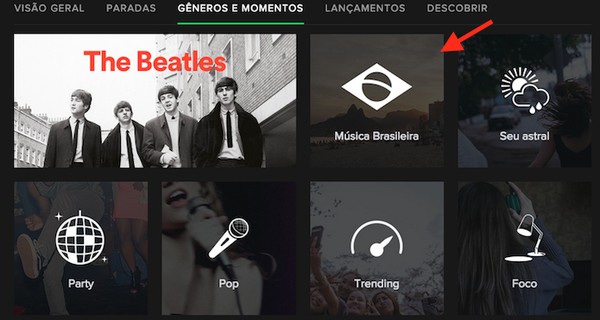 VISÃO GERAL PARADAS GÊNEROS E MOMENTOS LANÇAMENTOS DESCOBRIR
The Beatles
Música Brasileira
Seu astral
Party
Pop
Trending
Foco